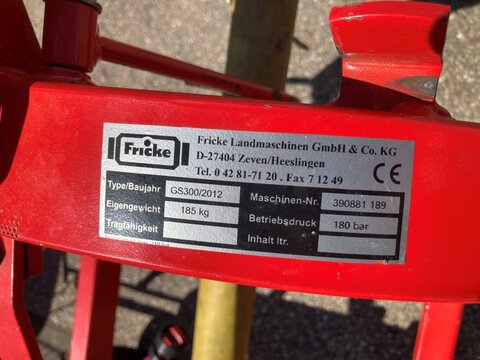 Fricke
Fricke Landmaschinen GmbH & Co. KG
D-27404 Zeven/Heeslingen
Tel. 0 42 81-71 20 . Fax 7 12 49
CE
Type/Baujahr GS300/2012 Maschinen-Nr. 390881 189
Eigengewicht 185 kg Betriebsdruck 180 bar
Tragfähigkeit Inhalt ltr.